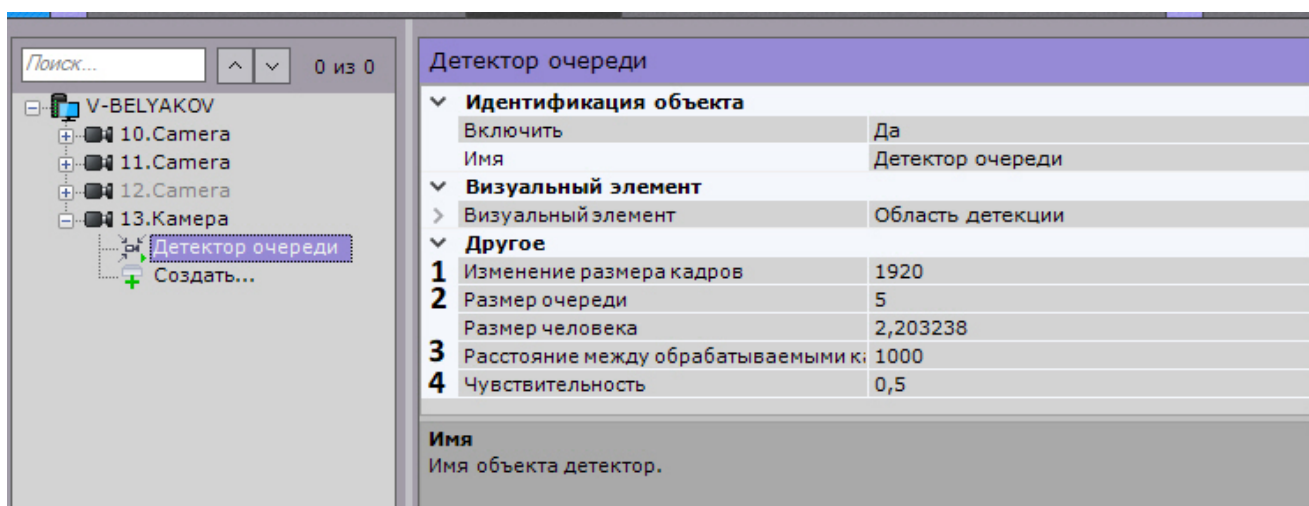 Поиск...
0 из 0
V-BELYAKOV
10.Camera
11.Camera
12.Camera
13.Камера
Детектор очереди
Создать...
Детектор очереди
Идентификация объекта
Включить Да
Имя Детектор очереди
Визуальный элемент
Визуальный элемент Область детекции
Другое
1 Изменение размера кадров 1920
2 Размер очереди 5
Размер человека 2,203238
3 Расстояние между обрабатываемыми 1000
4 Чувствительность 0,5
Имя
Имя объекта детектор.